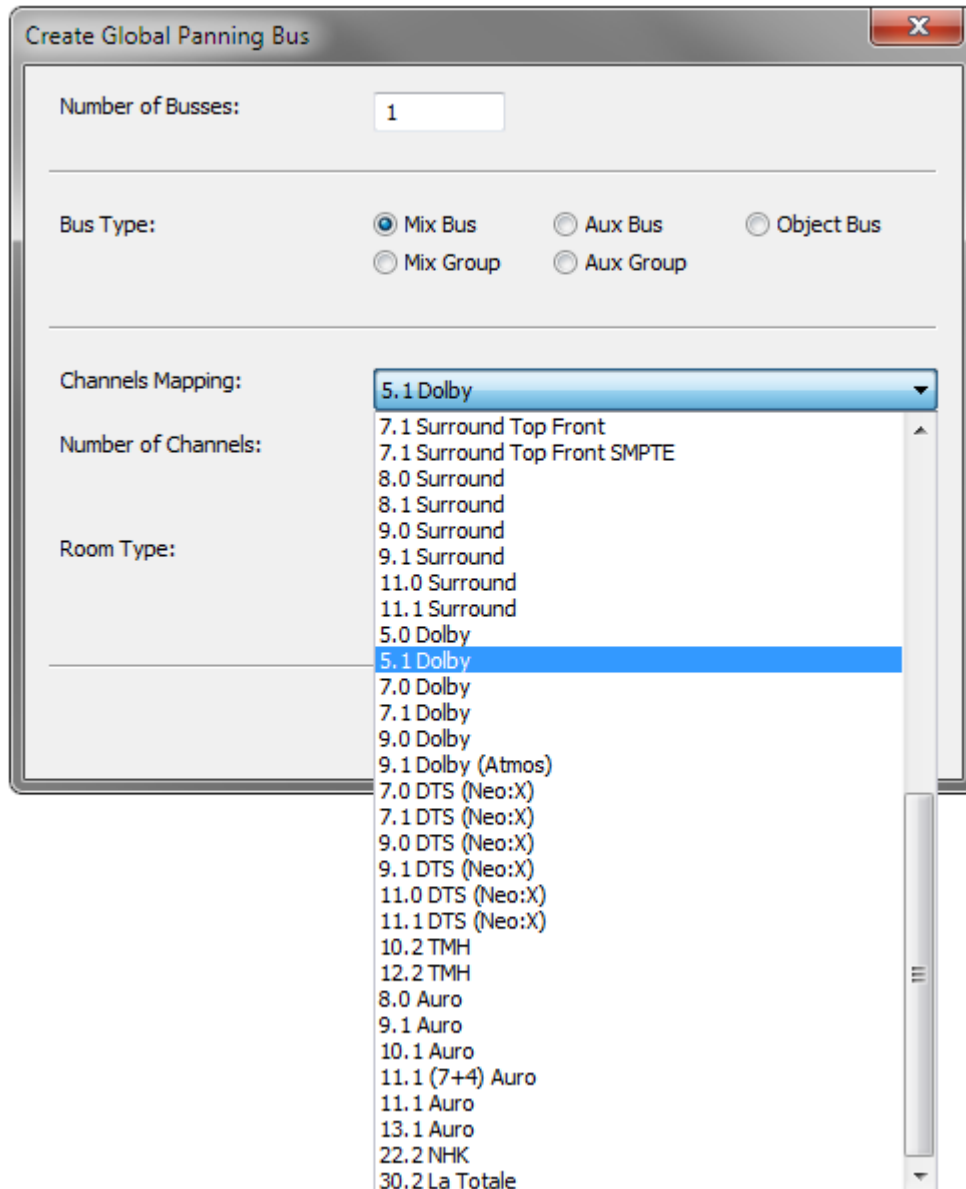 Create Global Panning Bus
Number of Busses: 1
Bus Type: Mix Bus Aux Bus Object Bus
Mix Group Aux Group
Channels Mapping: 5.1 Dolby
7.1 Surround Top Front
Number of Channels:
7.1 Surround Top Front SMPTE
8.0 Surround
8.1 Surround
9.0 Surround
Room Type:
9.1 Surround
11.0 Surround
11.1 Surround
5.0 Dolby
5.1 Dolby
7.0 Dolby
7.1 Dolby
9.0 Dolby
9.1 Dolby (Atmos)
7.0 DTS (Neo:X)
7.1 DTS (Neo:X)
9.0 DTS (Neo:X)
9.1 DTS (Neo:X)
11.0 DTS (Neo:X)
11.1 DTS (Neo:X)
10.2 TMH
12.2 TMH
8.0 Auro
9.1 Auro
10.1 Auro
11.1 (7+4) Auro
11.1 Auro
13.1 Auro
22.2 NHK
30.2 La Totale